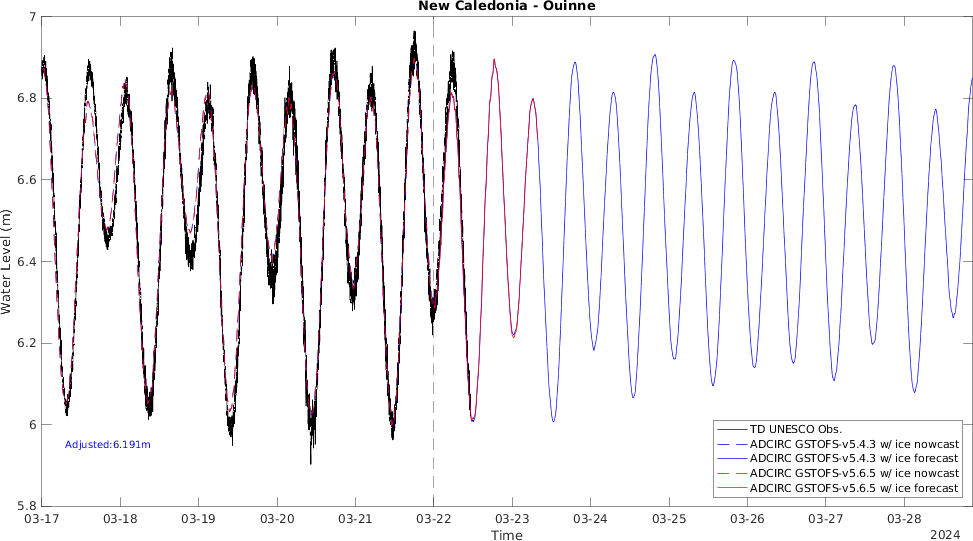 New Caledonia - Ouinne
7
6.8
6.6
6.4
6.2
6
5.8
Water Level (m)
Adjusted:6.191m
TD UNESCO Obs.
ADCIRC GSTOFS-v5.4.3 w/ ice nowcast
ADCIRC GSTOFS-v5.4.3 w/ ice forecast
ADCIRC GSTOFS-v5.6.5 w/ ice nowcast
ADCIRC GSTOFS-v5.6.5 w/ ice forecast
03-17 03-18 03-19 03-20 03-21 03-22 03-23 03-24 03-25 03-26 03-27 03-28
Time
2024